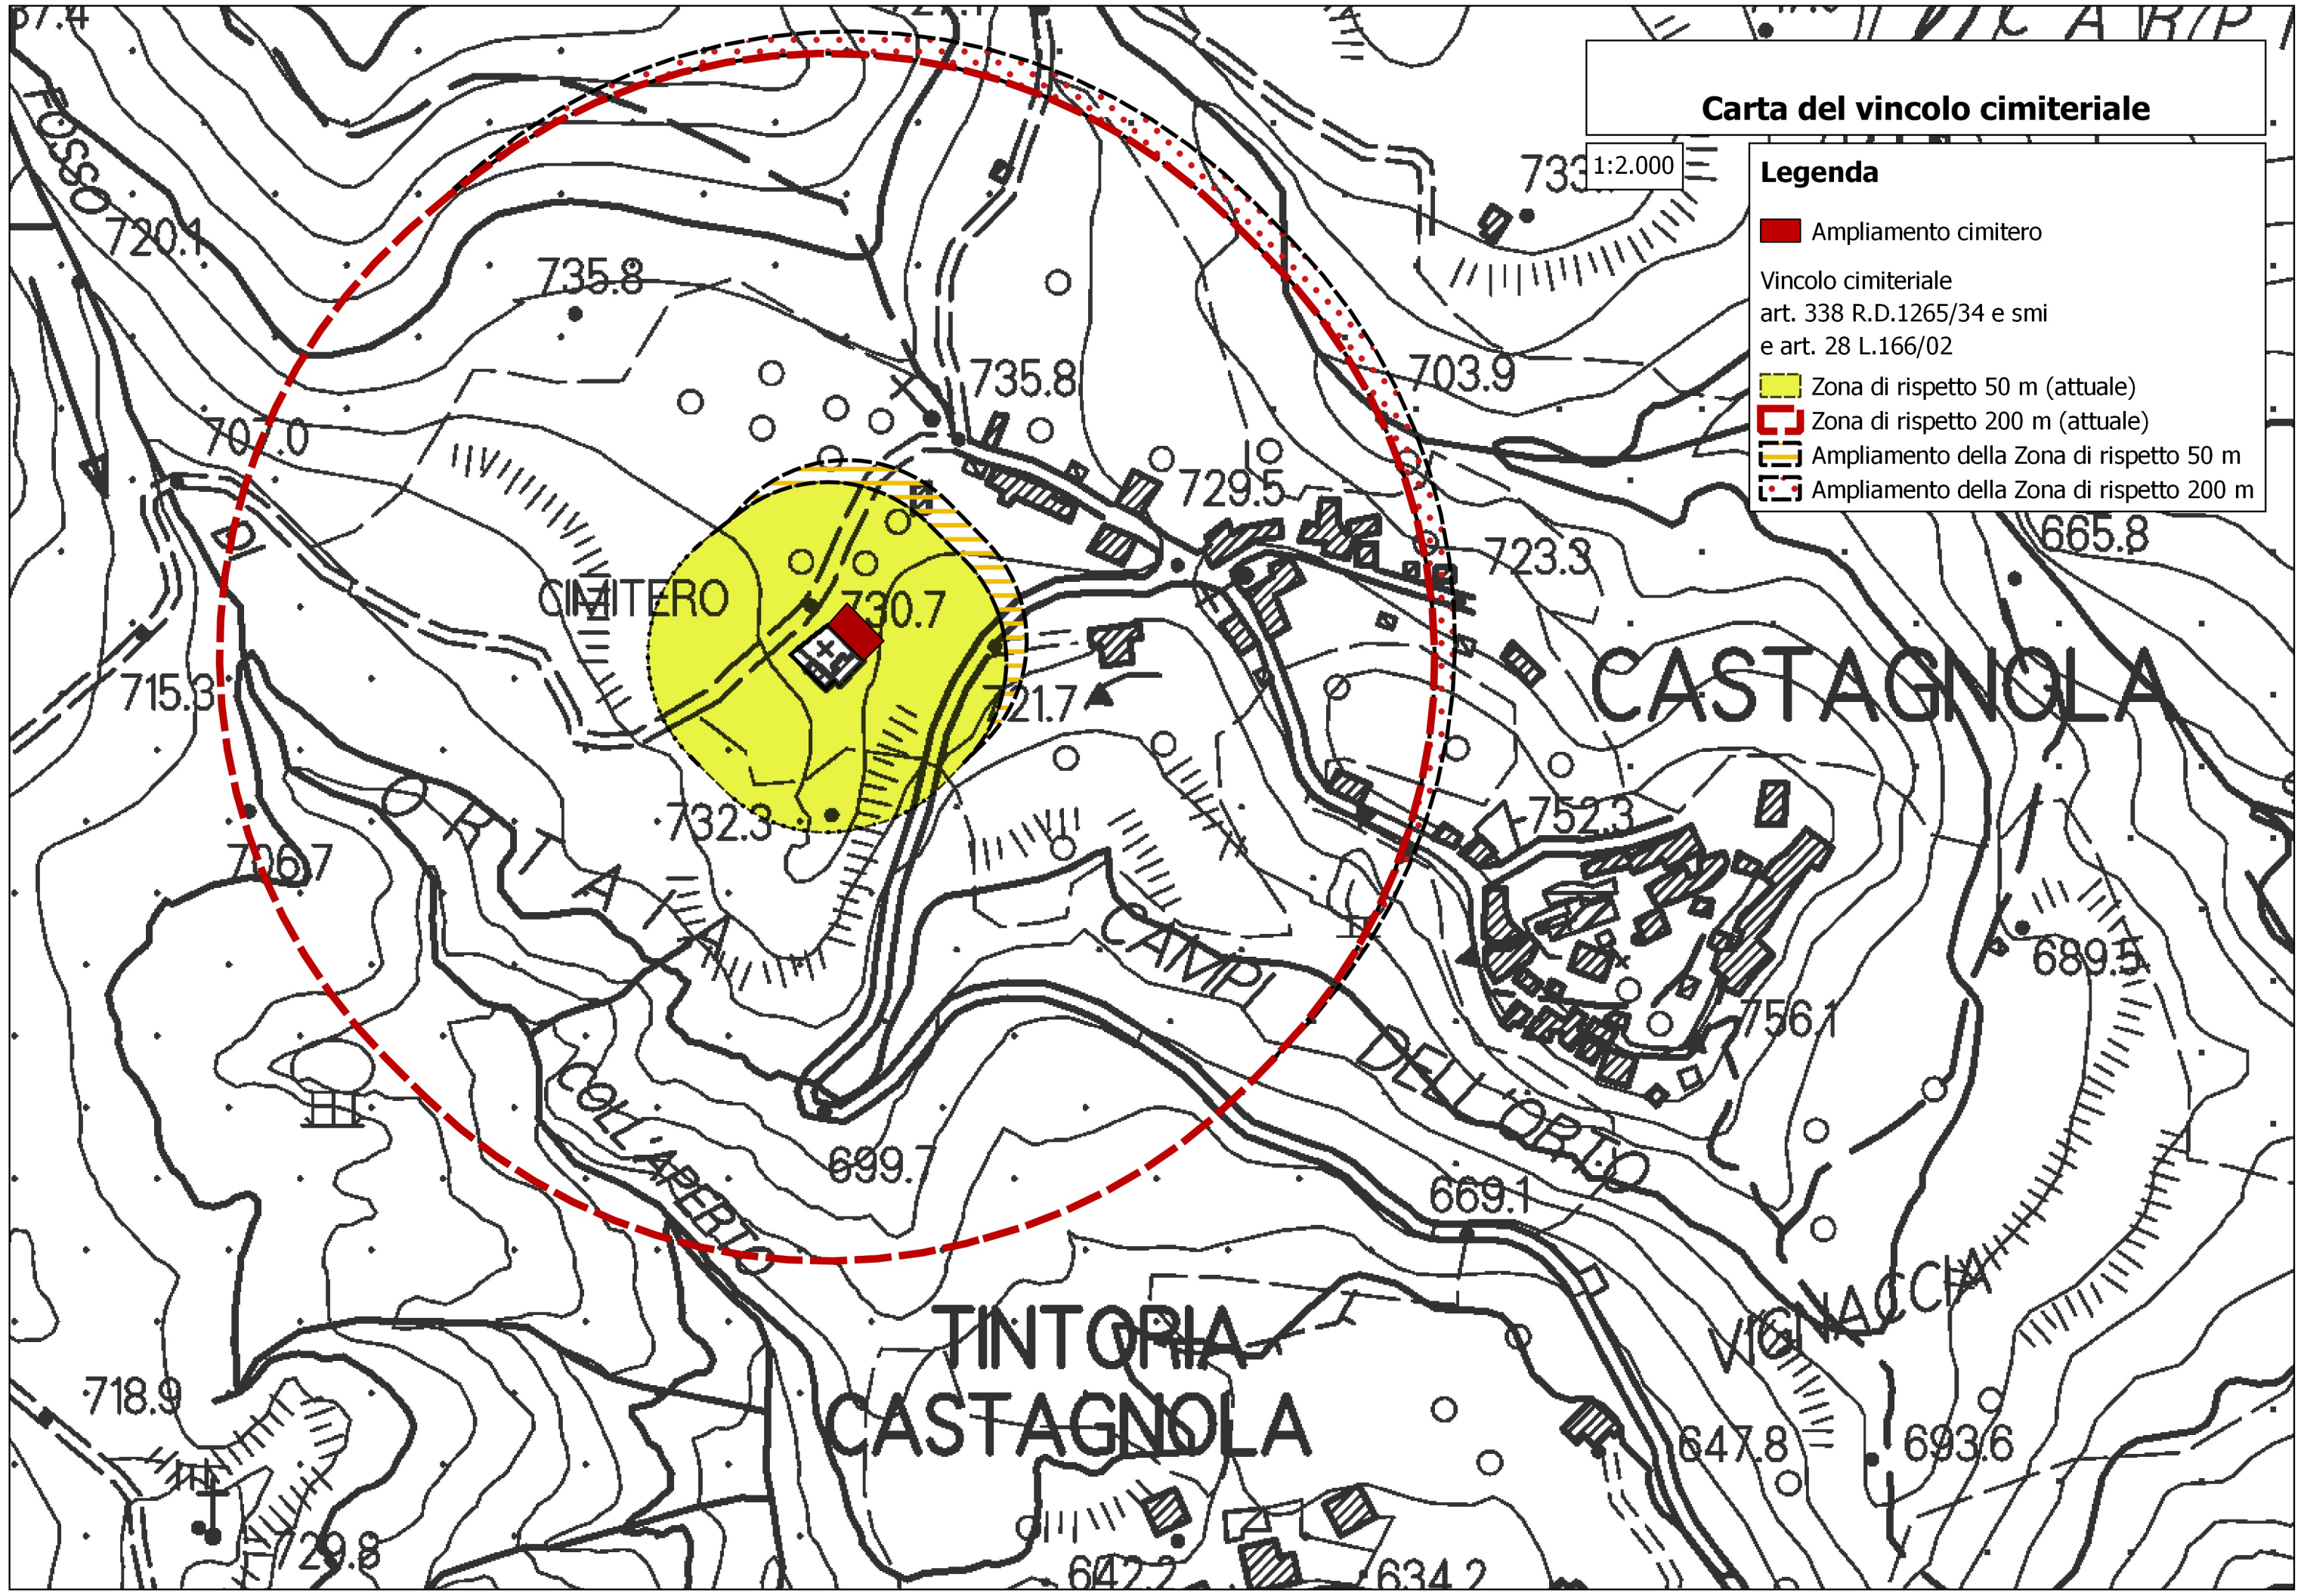 Carta del vincolo cimiteriale
1:2.000
Legenda
Ampliamento cimitero
Vincolo cimiteriale
art. 338 R.D.1265/34 e smi
e art. 28 L.166/02
Zona di rispetto 50 m (attuale)
Zona di rispetto 200 m (attuale)
Ampliamento della Zona di rispetto 50 m
Ampliamento della Zona di rispetto 200 m
FOSSO
720.1
735.8
735.8
703.9
707.0
729.5
DI
665.8
723.3
CIMITERO
730.7
715.3
721.7
CASTAGNOLA
ORTAIA
732.3
752.3
706.7
CAMPI
689.5
756.1
DELL'ORTO
COLL'APERTO
699.7
669.1
VIGNACCIA
TINTORIA
CASTAGNOLA
718.9
647.8
693.6
729.8
642.2
634.2